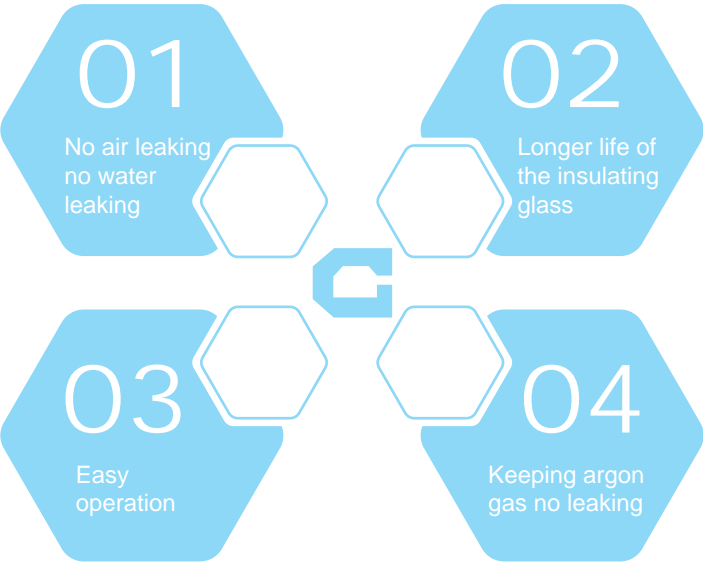 01
No air leaking
no water
leaking
02
Longer life of
the insulating
glass
03
Easy
operation
04
Keeping argon
gas no leaking